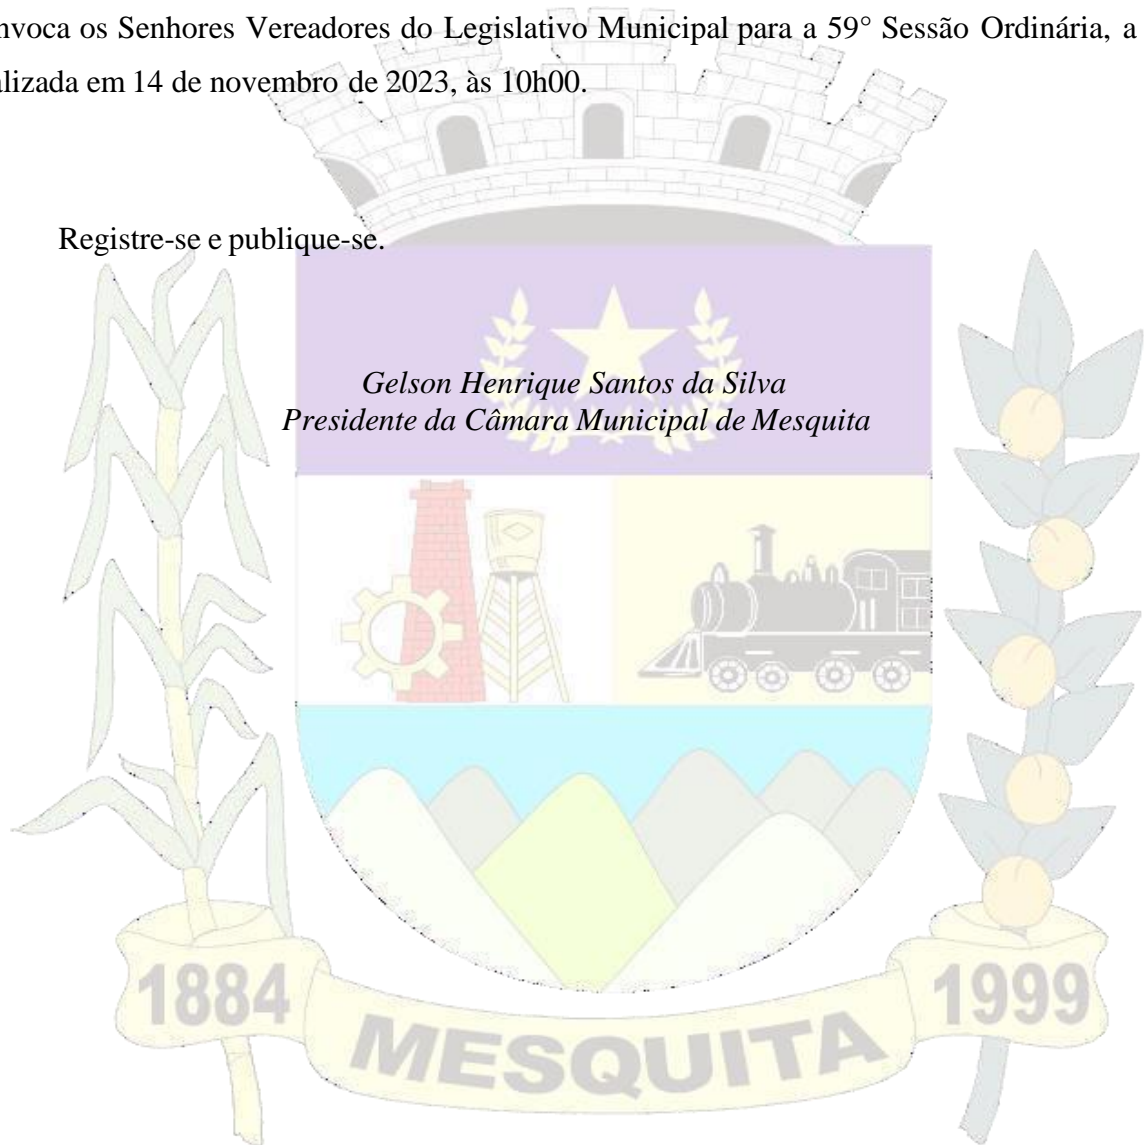 nvoca os Senhores Vereadores do Legislativo Municipal para a 59° Sessão Ordinária, a
alizada em 14 de novembro de 2023, às 10h00.
Registre-se e publique-se.
Gelson Henrique Santos da Silva
Presidente da Câmara Municipal de Mesquita
1884
MESQUITA
1999